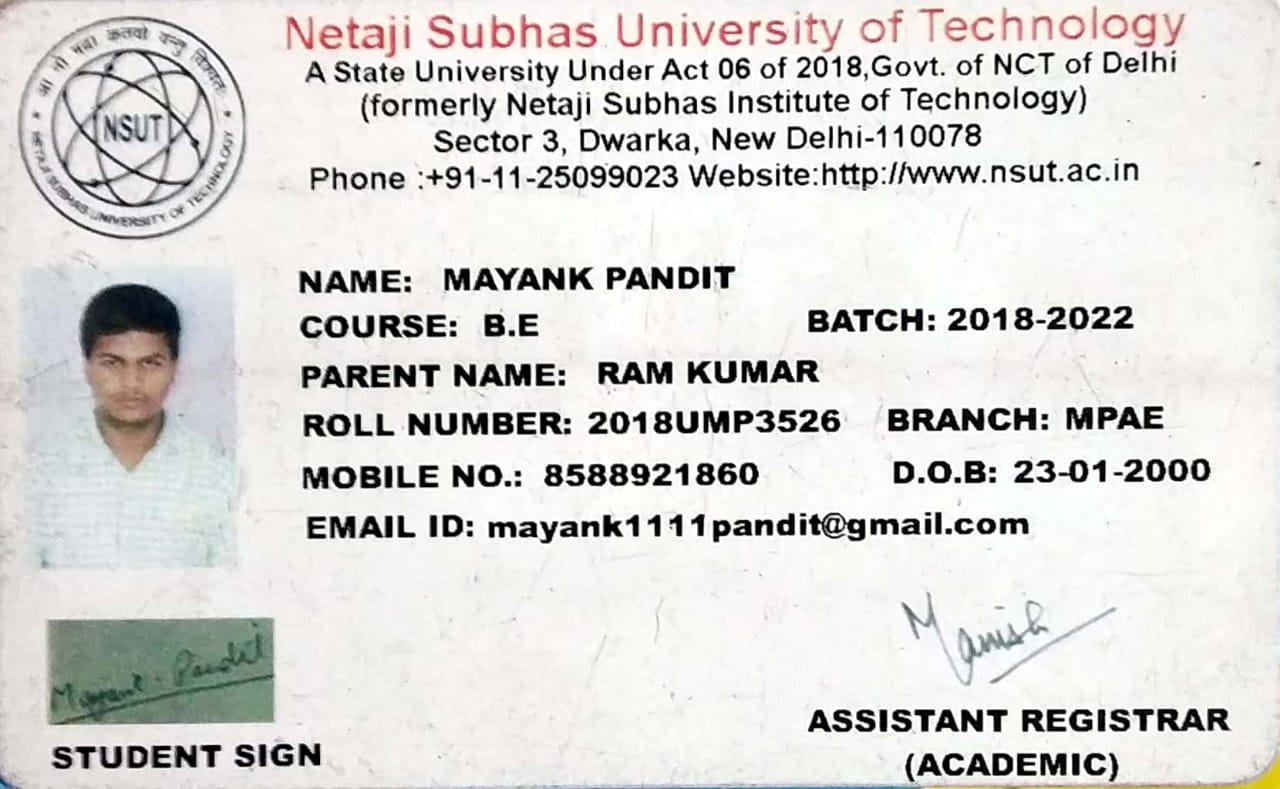 Netaji Subhas University of Technology
A State University Under Act 06 of 2018,Govt. of NCT of Delhi
(formerly Netaji Subhas Institute of Technology)
Sector 3, Dwarka, New Delhi-110078
Phone :+91-11-25099023 Website:http://www.nsut.ac.in
NSUT
NETAJI SUBHAS UNIVERSITY OF TECHNOLOGY
NAME: MAYANK PANDIT
COURSE: B.E BATCH: 2018-2022
PARENT NAME: RAM KUMAR
ROLL NUMBER: 2018UMP3526 BRANCH: MPAE
MOBILE NO.: 8588921860 D.O.B: 23-01-2000
EMAIL ID: mayank1111pandit@gmail.com
Mayank Pandit
Manish
STUDENT SIGN
ASSISTANT REGISTRAR
(ACADEMIC)